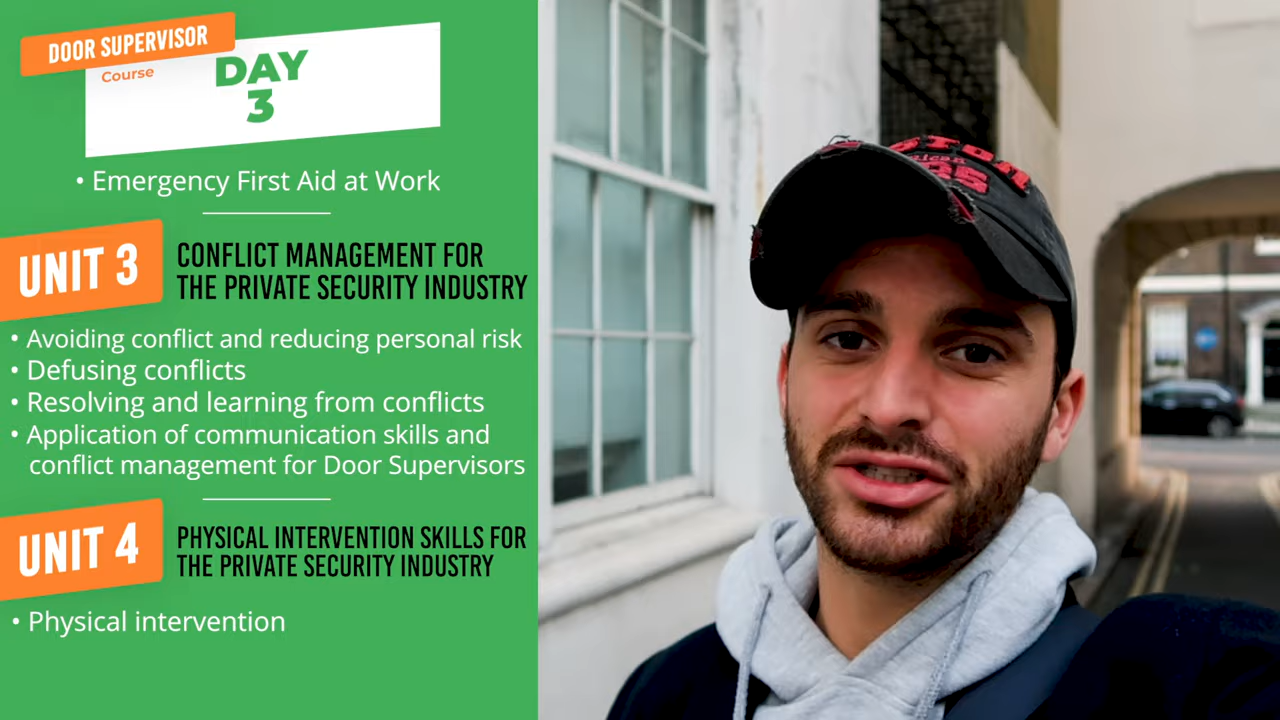 DOOR SUPERVISOR
Course
DAY
3
• Emergency First Aid at Work
UNIT 3
CONFLICT MANAGEMENT FOR
THE PRIVATE SECURITY INDUSTRY
• Avoiding conflict and reducing personal risk
• Defusing conflicts
• Resolving and learning from conflicts
• Application of communication skills and
conflict management for Door Supervisors
UNIT 4
PHYSICAL INTERVENTION SKILLS FOR
THE PRIVATE SECURITY INDUSTRY
• Physical intervention